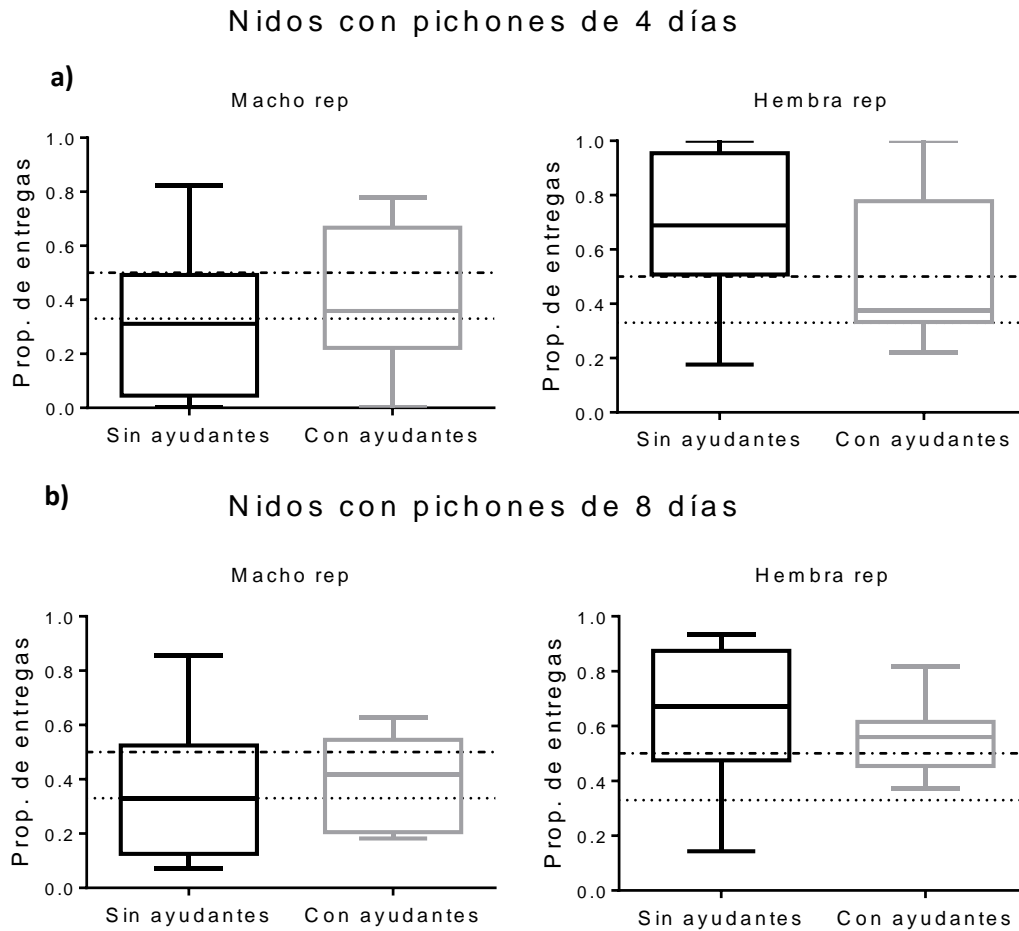 Nidos con pichones de 4 días
a)
Macho rep
Prop. de entregas
1.0
0.8
0.6
0.4
0.2
0.0
Sin ayudantes Con ayudantes
Hembra rep
Prop. de entregas
1.0
0.8
0.6
0.4
0.2
0.0
Sin ayudantes Con ayudantes
b)
Nidos con pichones de 8 días
Macho rep
Prop. de entregas
1.0
0.8
0.6
0.4
0.2
0.0
Sin ayudantes Con ayudantes
Hembra rep
Prop. de entregas
1.0
0.8
0.6
0.4
0.2
0.0
Sin ayudantes Con ayudantes